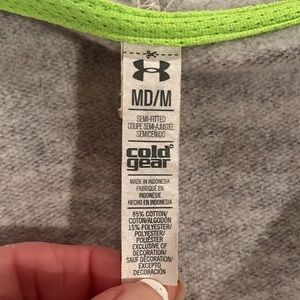 MD/M
SEMI-FITTED
COUPE SEMI-AJUSTÉE
SEMICEÑIDO
cold
gear
MADE IN INDONESIA
FABRIQUÉ EN
INDONÉSIE
HECHO EN INDONESIA
85% COTTON/
COTON/ALGODÓN
15% POLYESTER/
POLYESTER/
POLIÉSTER
EXCLUSIVE OF
DECORATION/
SAUF DÉCORATION/
EXCEPTO
DECORACIÓN